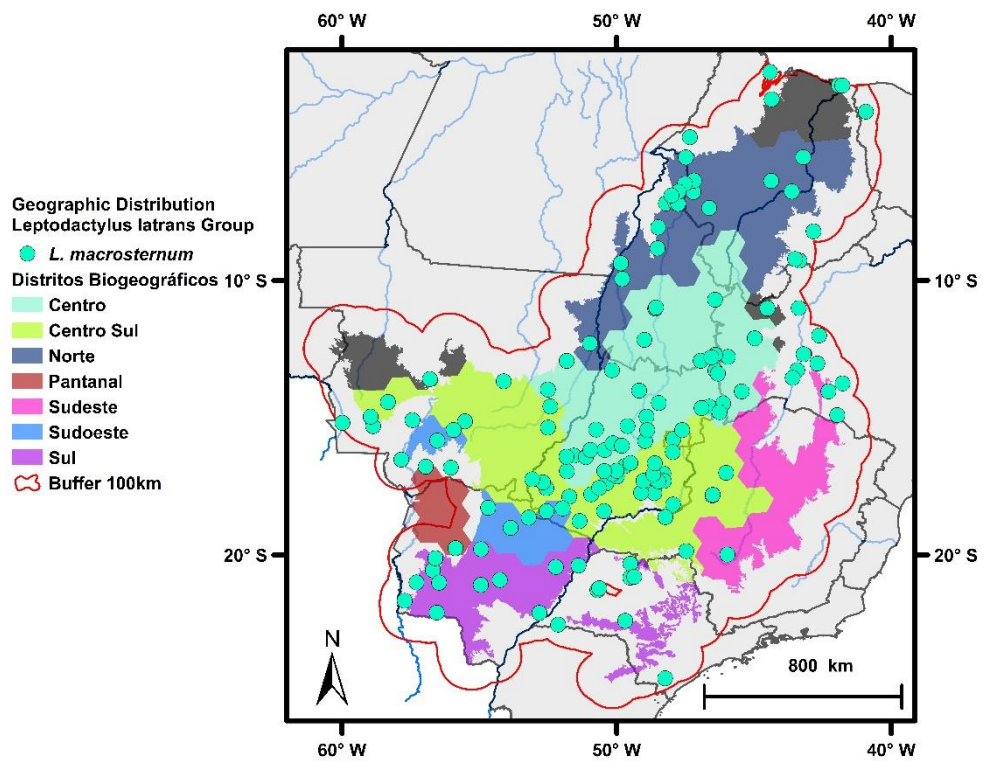 60° W 50° W 40° W
Geographic Distribution
Leptodactylus latrans Group
L. macrosternum
Distritos Biogeográficos
Centro
Centro Sul
Norte
Pantanal
Sudeste
Sudoeste
Sul
Buffer 100km
10° S 10° S
20° S 20° S
N
800 km
60° W 50° W 40° W